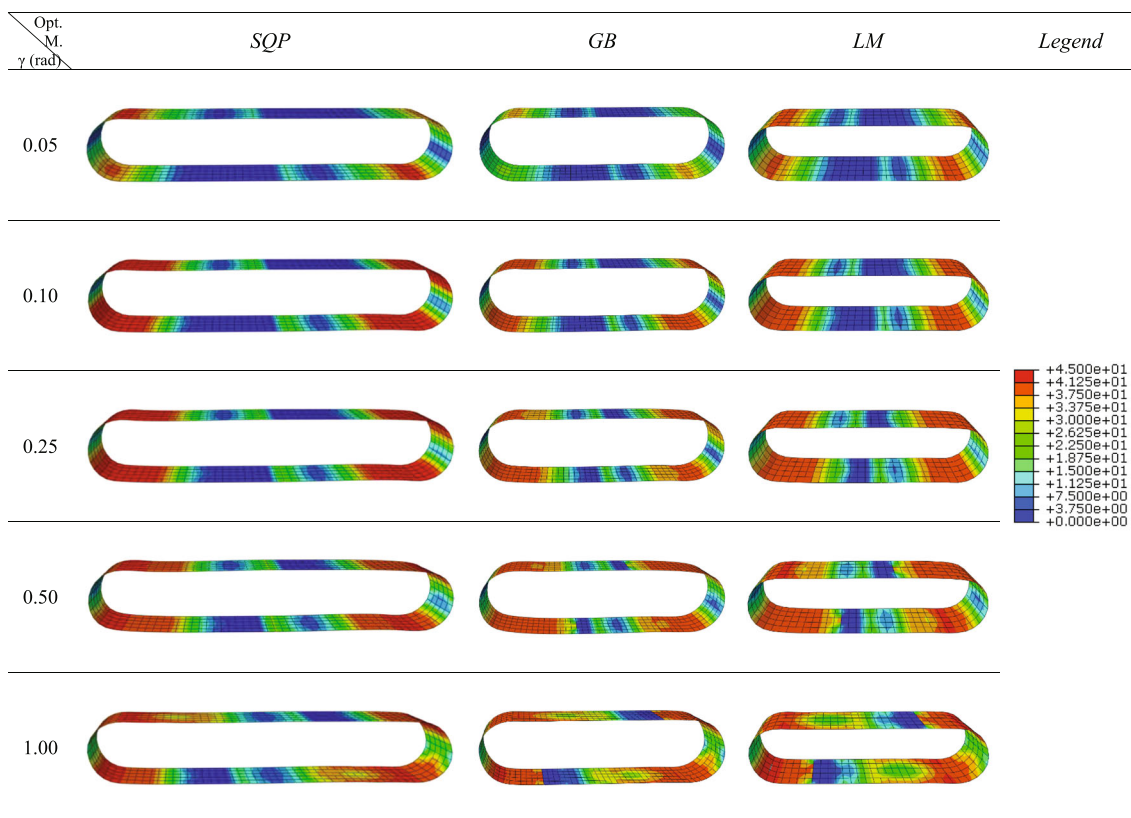 Opt.
M.
γ (rad)
SQP
GB
LM
Legend
0.05
0.10
0.25
+4.500e+01
+4.125e+01
+3.750e+01
+3.375e+01
+3.000e+01
+2.625e+01
+2.250e+01
+1.875e+01
+1.500e+01
+1.125e+01
+7.500e+00
+3.750e+00
+0.000e+00
0.50
1.00